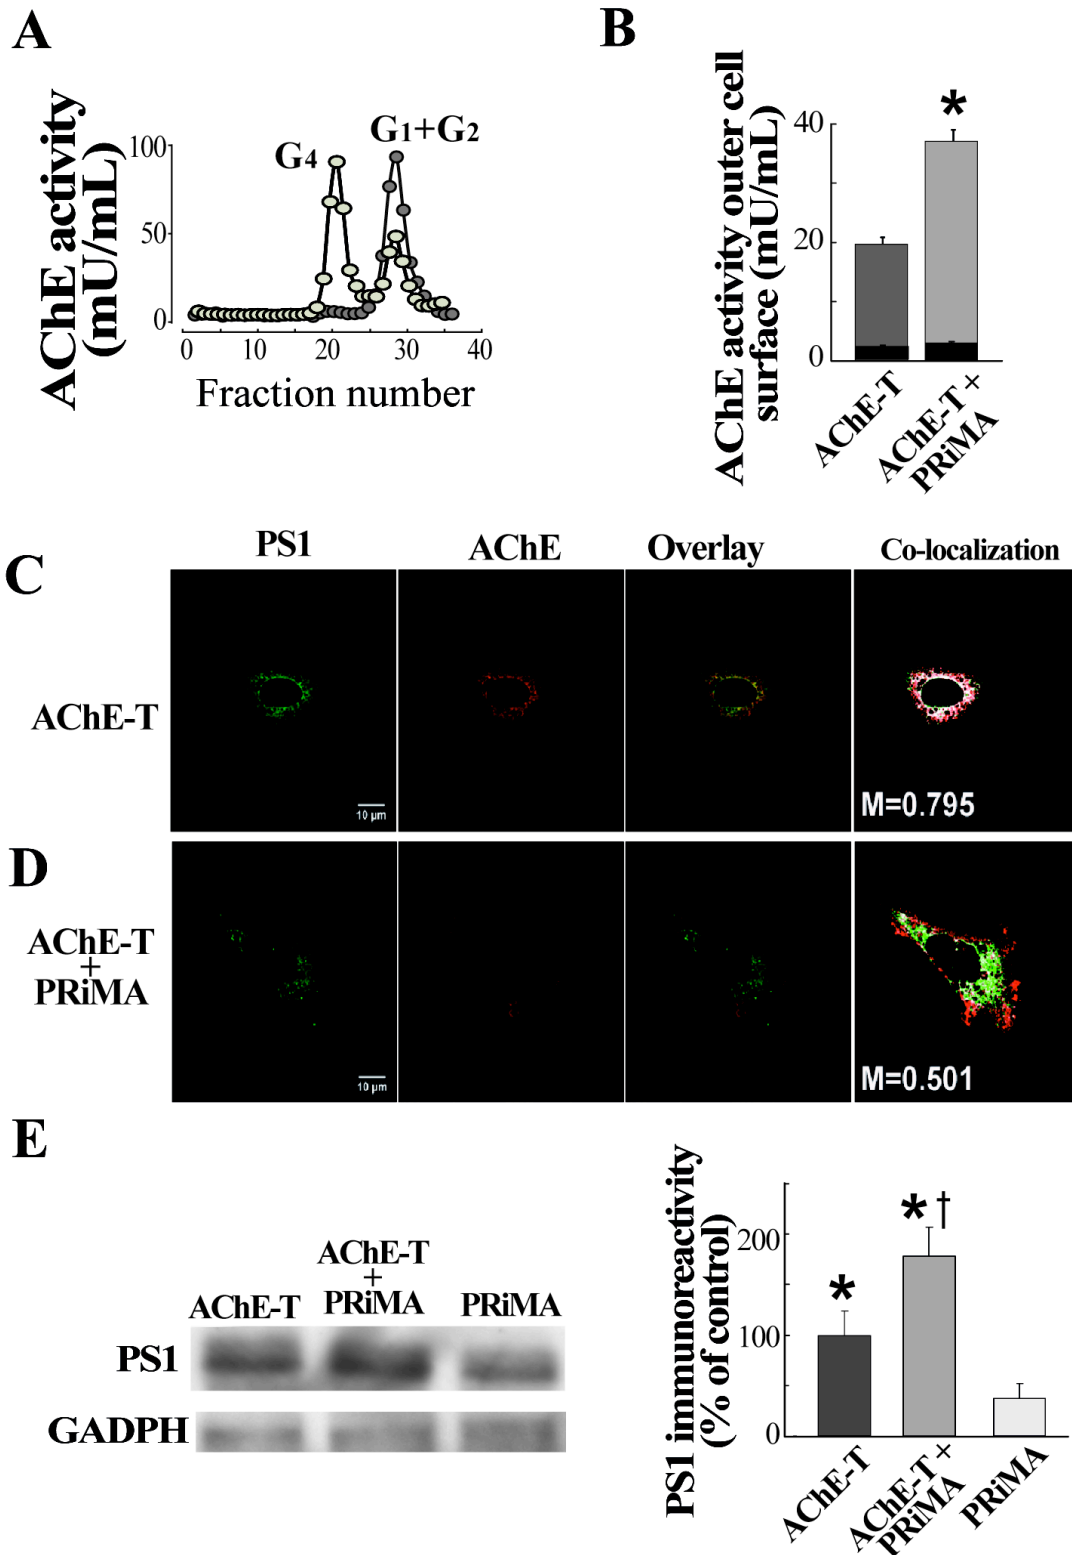 A
AChE activity
(mU/mL)
100
50
0
G4
G1+G2
0 10 20 30 40
Fraction number
B
AChE activity outer cell
surface (mU/mL)
40
20
0
*
AChE-T
AChE-T +
PRiMA
PS1 AChE Overlay Co-localization
C
AChE-T
10 µm
M=0.795
D
AChE-T
+
PRiMA
10 µm
M=0.501
E
AChE-T
AChE-T
+
PRiMA
PRiMA
PS1
GADPH
PS1 immunoreactivity
(% of control)
200
100
0
*
*†
AChE-T
AChE-T +
PRiMA
PRiMA